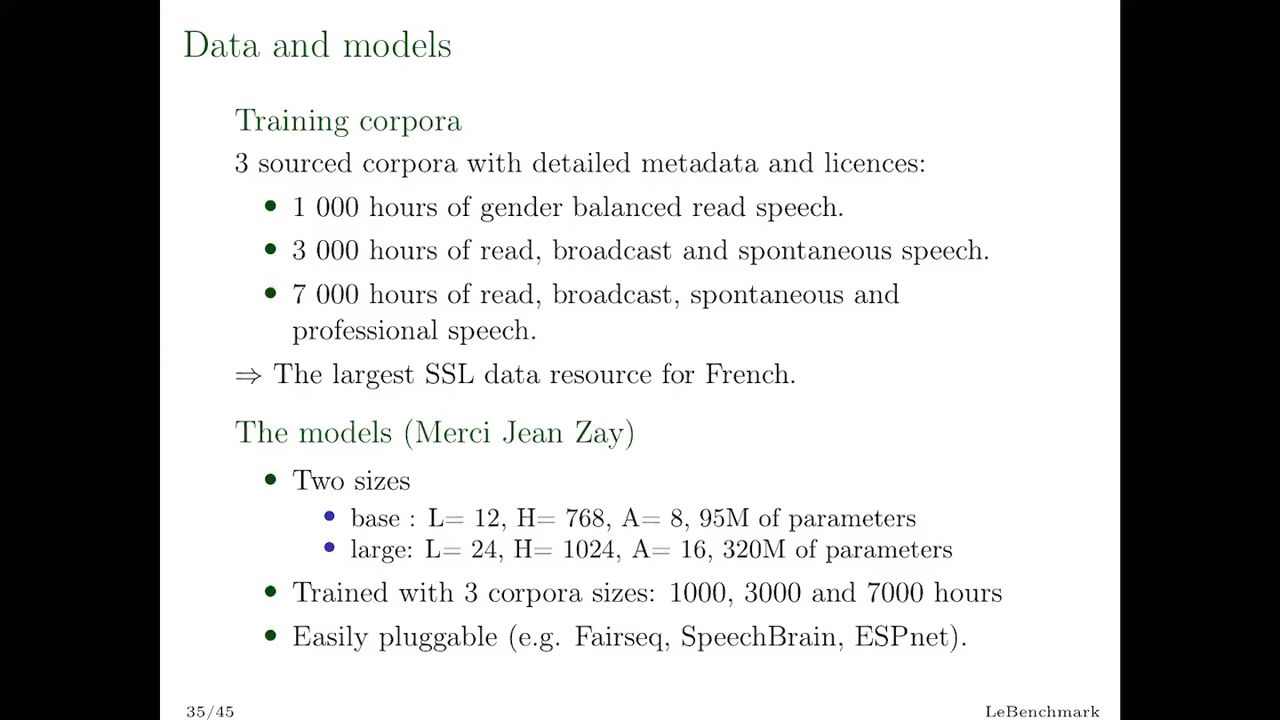 Data and models
Training corpora
3 sourced corpora with detailed metadata and licences:
• 1 000 hours of gender balanced read speech.
• 3 000 hours of read, broadcast and spontaneous speech.
• 7 000 hours of read, broadcast, spontaneous and
professional speech.
⇒ The largest SSL data resource for French.
The models (Merci Jean Zay)
• Two sizes
• base : L= 12, H= 768, A= 8, 95M of parameters
• large: L= 24, H= 1024, A= 16, 320M of parameters
• Trained with 3 corpora sizes: 1000, 3000 and 7000 hours
• Easily pluggable (e.g. Fairseq, SpeechBrain, ESPnet).
35/45
LeBenchmark